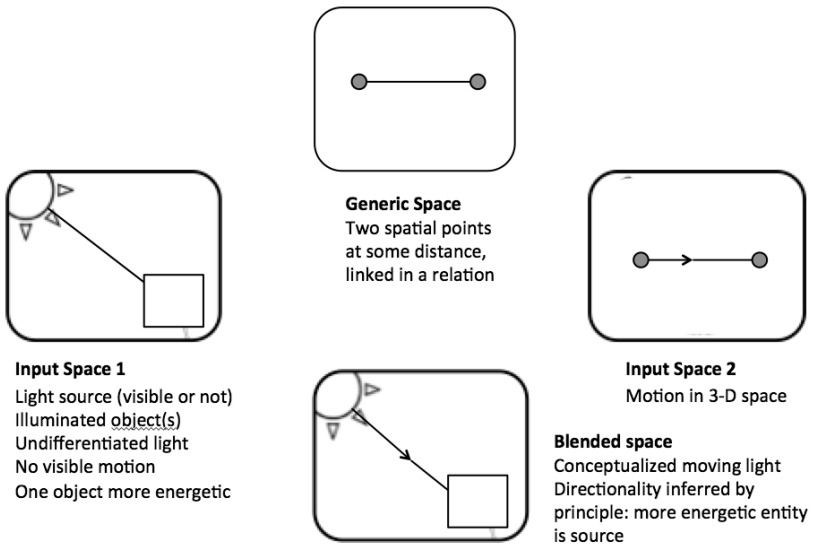 Generic Space
Two spatial points
at some distance,
linked in a relation
Input Space 1
Light source (visible or not)
Illuminated object(s)
Undifferentiated light
No visible motion
One object more energetic
Input Space 2
Motion in 3-D space
Blended space
Conceptualized moving light
Directionality inferred by
principle: more energetic entity
is source